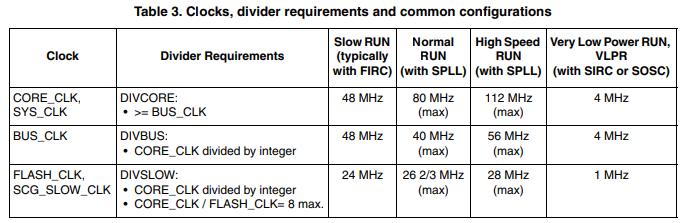 Table 3. Clocks, divider requirements and common configurations
Clock
Divider Requirements
Slow RUN
(typically
with FIRC)
Normal
RUN
(with SPLL)
High Speed
RUN
(with SPLL)
Very Low Power RUN,
VLPR
(with SIRC or SOSC)
CORE_CLK,
SYS_CLK
DIVCORE:
• >= BUS_CLK
48 MHz
80 MHz
(max)
112 MHz
(max)
4 MHz
BUS_CLK
DIVBUS:
• CORE_CLK divided by integer
48 MHz
40 MHz
(max)
56 MHz
(max)
4 MHz
FLASH_CLK,
SCG_SLOW_CLK
DIVSLOW:
• CORE_CLK divided by integer
• CORE_CLK / FLASH_CLK= 8 max.
24 MHz
26 2/3 MHz
(max)
28 MHz
(max)
1 MHz